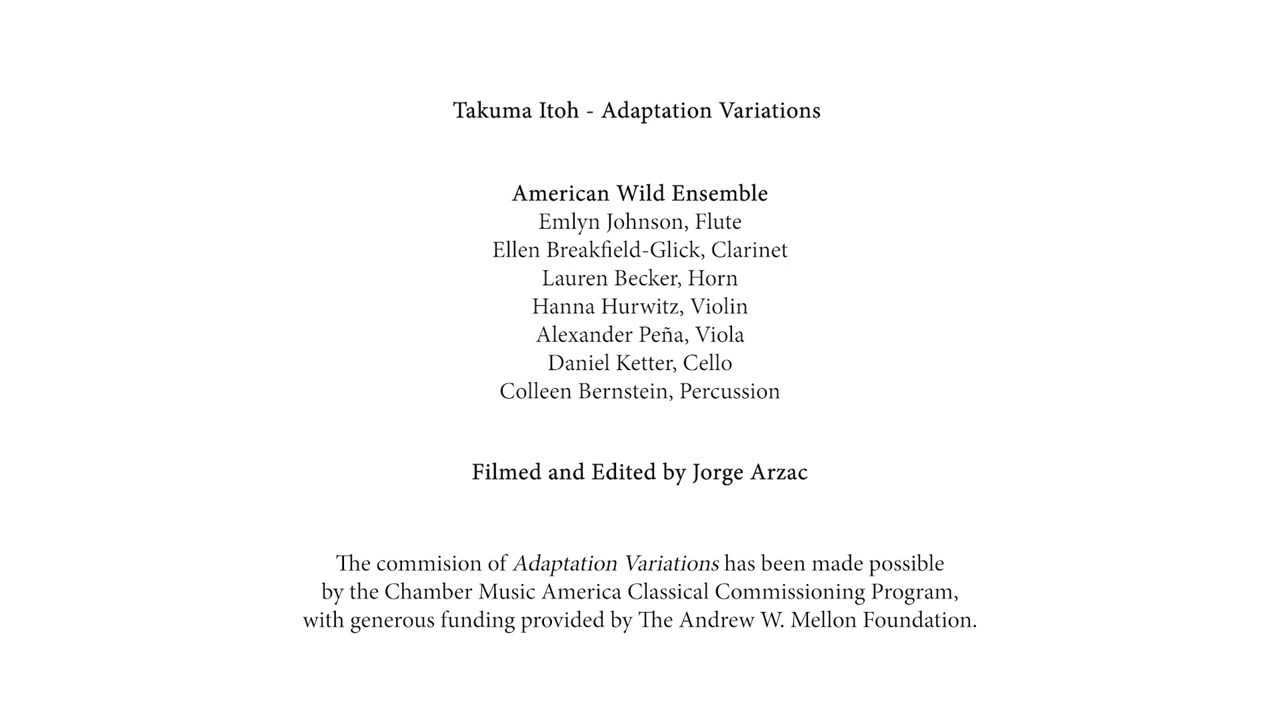 Takuma Itoh - Adaptation Variations
American Wild Ensemble
Emlyn Johnson, Flute
Ellen Breakfield-Glick, Clarinet
Lauren Becker, Horn
Hanna Hurwitz, Violin
Alexander Peña, Viola
Daniel Ketter, Cello
Colleen Bernstein, Percussion
Filmed and Edited by Jorge Arzac
The commision of Adaptation Variations has been made possible
by the Chamber Music America Classical Commissioning Program,
with generous funding provided by The Andrew W. Mellon Foundation.